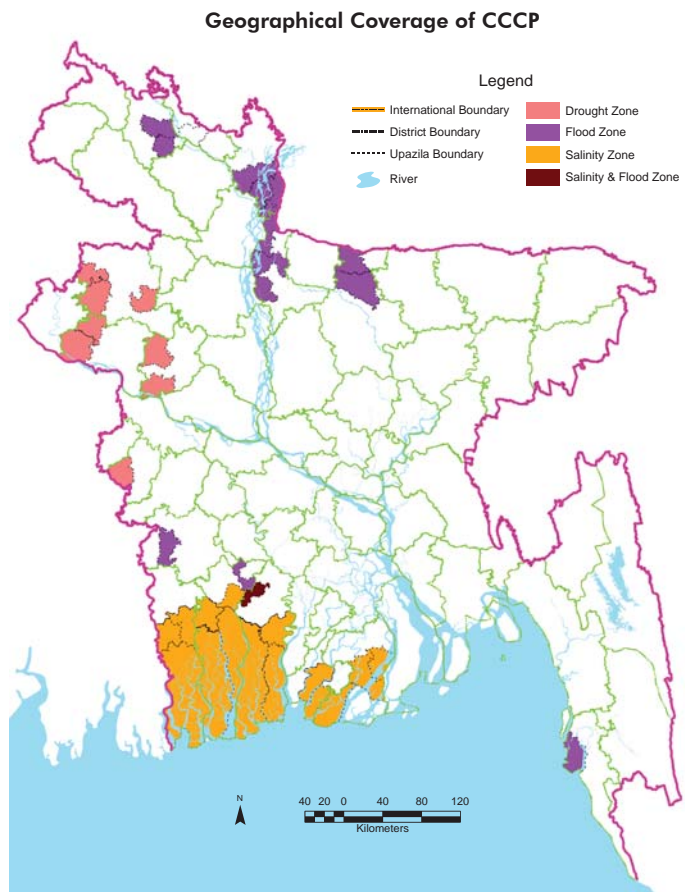 Geographical Coverage of CCCP
Legend
International Boundary
District Boundary
Upazila Boundary
River
Drought Zone
Flood Zone
Salinity Zone
Salinity & Flood Zone
N
40 20 0 40 80 120
Kilometers